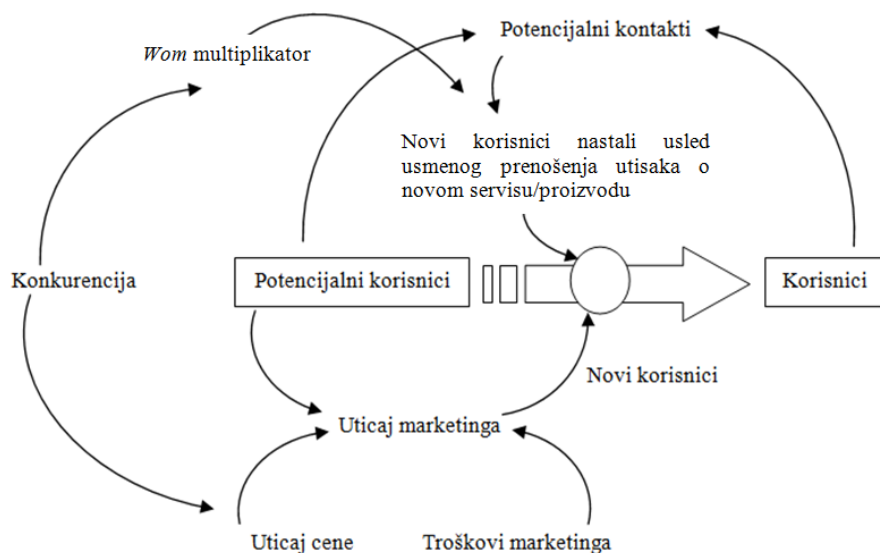 Potencijalni kontakti
Wom multiplikator
Novi korisnici nastali usled
usmenog prenošenja utisaka o
novom servisu/proizvodu
Konkurencija
Potencijalni korisnici
Korisnici
Novi korisnici
Uticaj marketinga
Uticaj cene
Troškovi marketinga